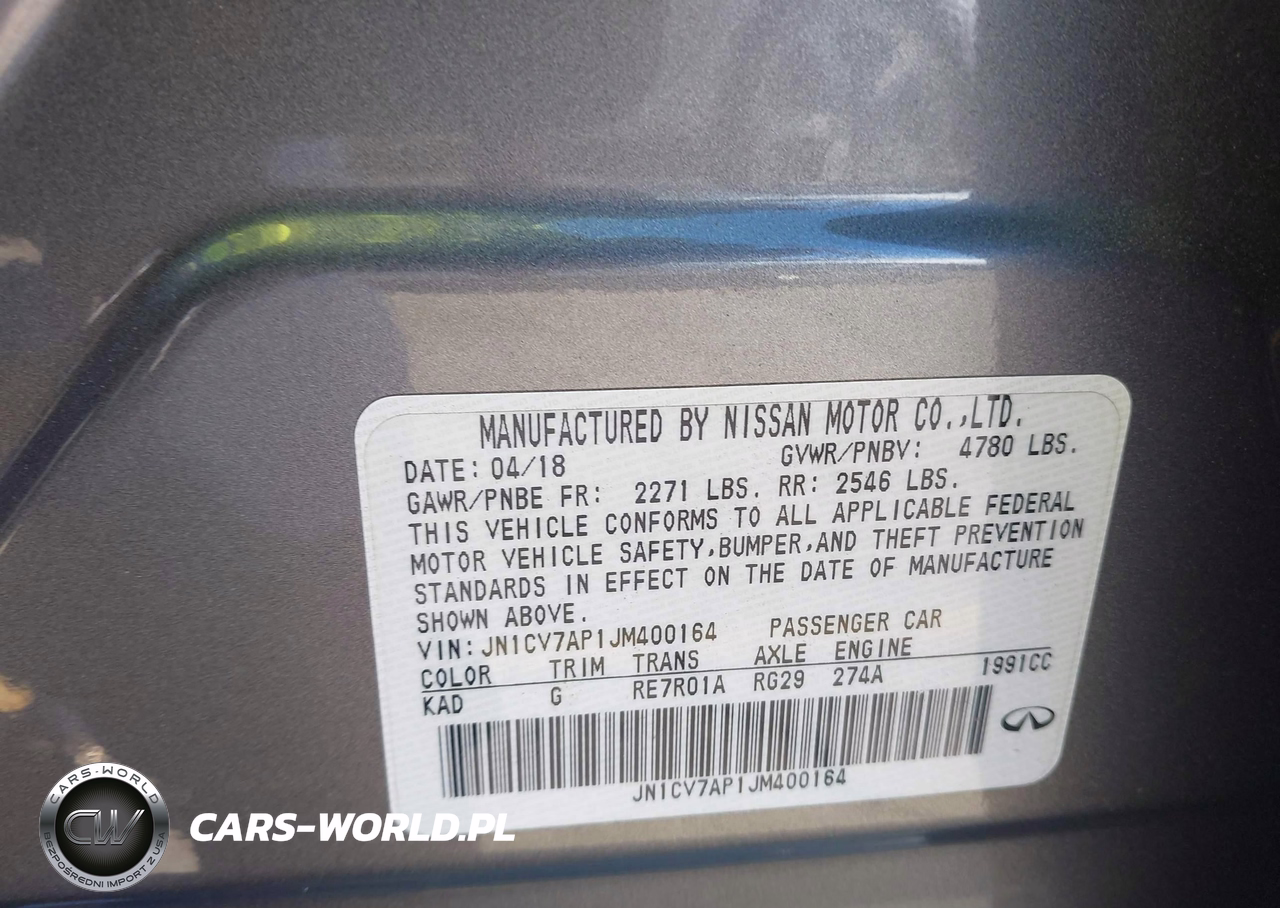 MANUFACTURED BY NISSAN MOTOR CO.,LTD.
DATE: 04/18 GVWR/PNBV: 4780 LBS.
GAWR/PNBE FR: 2271 LBS. RR: 2546 LBS.
THIS VEHICLE CONFORMS TO ALL APPLICABLE FEDERAL
MOTOR VEHICLE SAFETY,BUMPER,AND THEFT PREVENTION
STANDARDS IN EFFECT ON THE DATE OF MANUFACTURE
SHOWN ABOVE.
VIN: JN1CV7AP1JM400164 PASSENGER CAR
COLOR TRIM TRANS AXLE ENGINE
KAD G RE7R01A RG29 274A 1991CC
JN1CV7AP1JM400164
CARS-WORLD
CW
BEZPOŚREDNI IMPORT Z USA
CARS-WORLD.PL